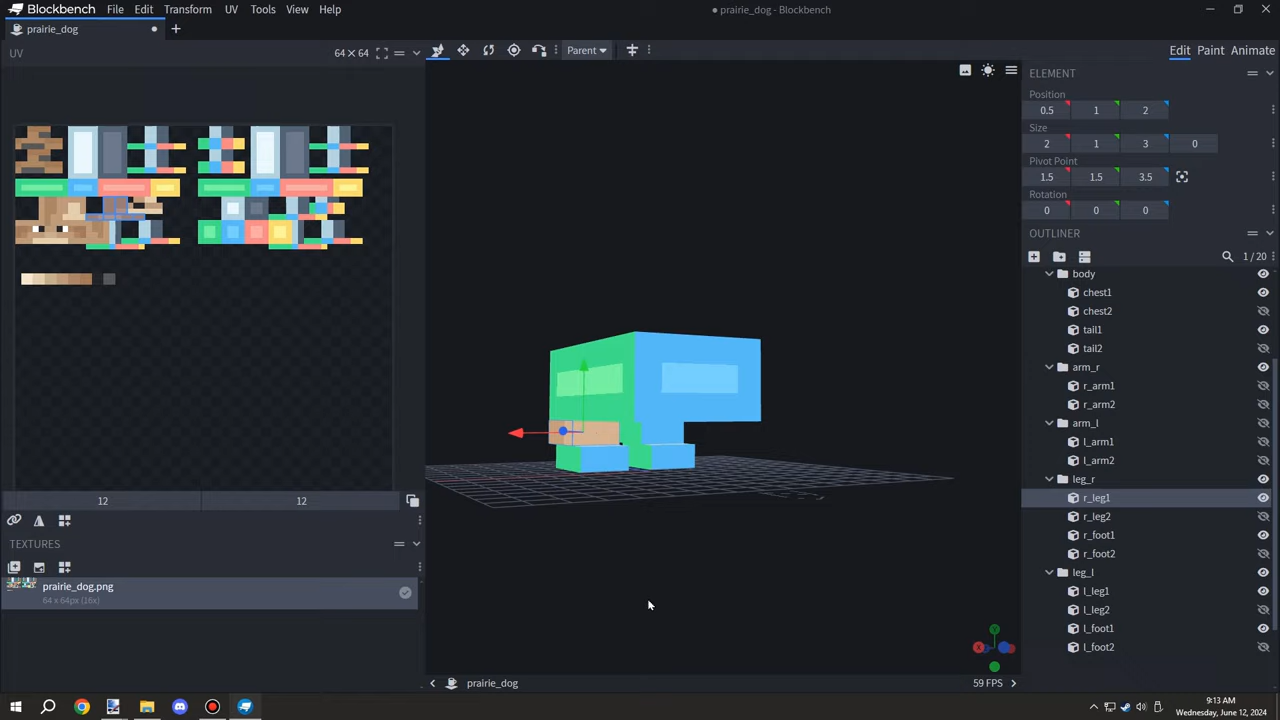 Blockbench
File Edit Transform UV Tools View Help
• prairie_dog - Blockbench
prairie_dog
UV
64 × 64
Parent
Edit Paint Animate
ELEMENT
Position
0.5 1 2
Size
2 1 3 0
Pivot Point
1.5 1.5 3.5
Rotation
0 0 0
OUTLINER
1 / 20
body
chest1
chest2
tail1
tail2
arm_r
r_arm1
r_arm2
arm_l
l_arm1
l_arm2
leg_r
r_leg1
r_leg2
r_foot1
r_foot2
leg_l
l_leg1
l_leg2
l_foot1
l_foot2
12 12
TEXTURES
prairie_dog.png
64 x 64px (16x)
prairie_dog
59 FPS
9:13 AM
Wednesday, June 12, 2024